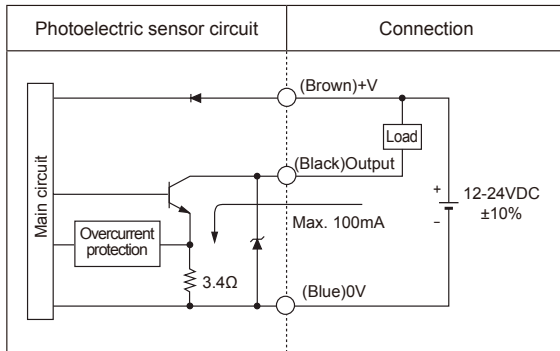 Photoelectric sensor circuit
Connection
Main circuit
(Brown)+V
Load
(Black)Output
+
12-24VDC
±10%
−
Max. 100mA
Overcurrent
protection
3.4Ω
(Blue)0V